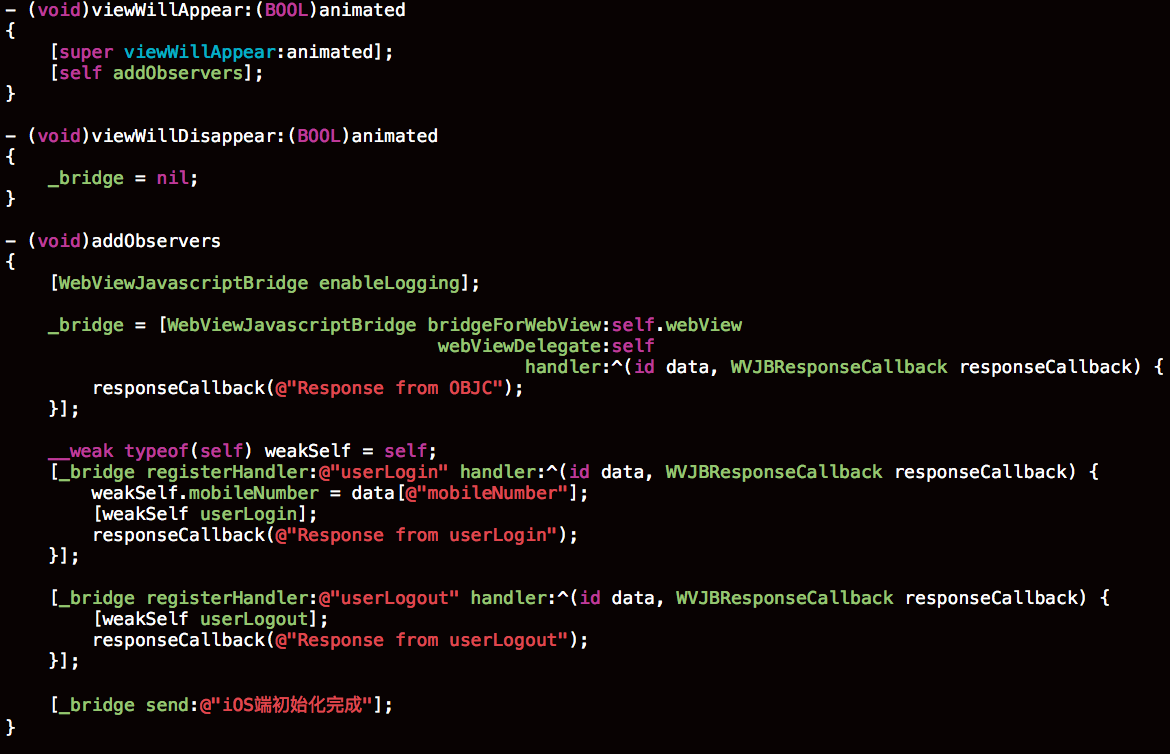 - (void)viewWillAppear:(BOOL)animated
{
    [super viewWillAppear:animated];
    [self addObservers];
}

- (void)viewWillDisappear:(BOOL)animated
{
    _bridge = nil;
}

- (void)addObservers
{
    [WebViewJavascriptBridge enableLogging];

    _bridge = [WebViewJavascriptBridge bridgeForWebView:self.webView
                                        webViewDelegate:self
                                                handler:^(id data, WVJBResponseCallback responseCallback) {
        responseCallback(@"Response from OBJC");
    }];

    __weak typeof(self) weakSelf = self;
    [_bridge registerHandler:@"userLogin" handler:^(id data, WVJBResponseCallback responseCallback) {
        weakSelf.mobileNumber = data[@"mobileNumber"];
        [weakSelf userLogin];
        responseCallback(@"Response from userLogin");
    }];

    [_bridge registerHandler:@"userLogout" handler:^(id data, WVJBResponseCallback responseCallback) {
        [weakSelf userLogout];
        responseCallback(@"Response from userLogout");
    }];

    [_bridge send:@"iOS端初始化完成"];
}